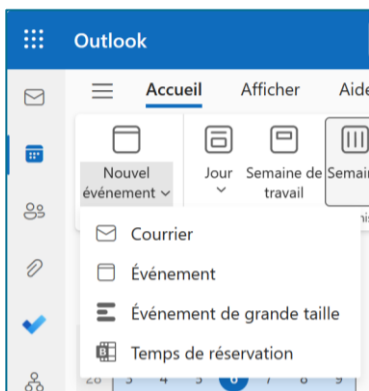 Outlook
Accueil Afficher Aide
Nouvel événement
Jour
Semaine de travail
Courrier
Événement
Événement de grande taille
Temps de réservation